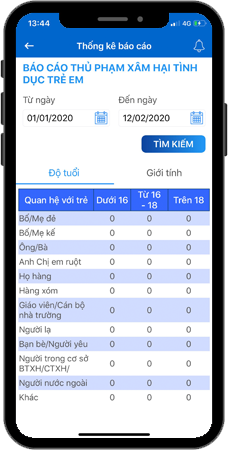 13:44
4G
Thống kê báo cáo
BÁO CÁO THỦ PHẠM XÂM HẠI TÌNH
DỤC TRẺ EM
Từ ngày Đến ngày
01/01/2020 12/02/2020
TÌM KIẾM
Độ tuổi Giới tính
Quan hệ với trẻ Dưới 16 Từ 16 - 18 Trên 18
Bố/Mẹ đẻ 0 0 0
Bố/Mẹ kế 0 0 0
Ông/Bà 0 0 0
Anh Chị em ruột 0 0 0
Họ hàng 0 0 0
Hàng xóm 0 0 0
Giáo viên/Cán bộ
nhà trường 0 0 0
Người lạ 0 0 0
Bạn bè/Người yêu 0 0 0
Người trong cơ sở
BTXH/CTXH/ 0 0 0
Người nước ngoài 0 0 0
Khác 0 0 0